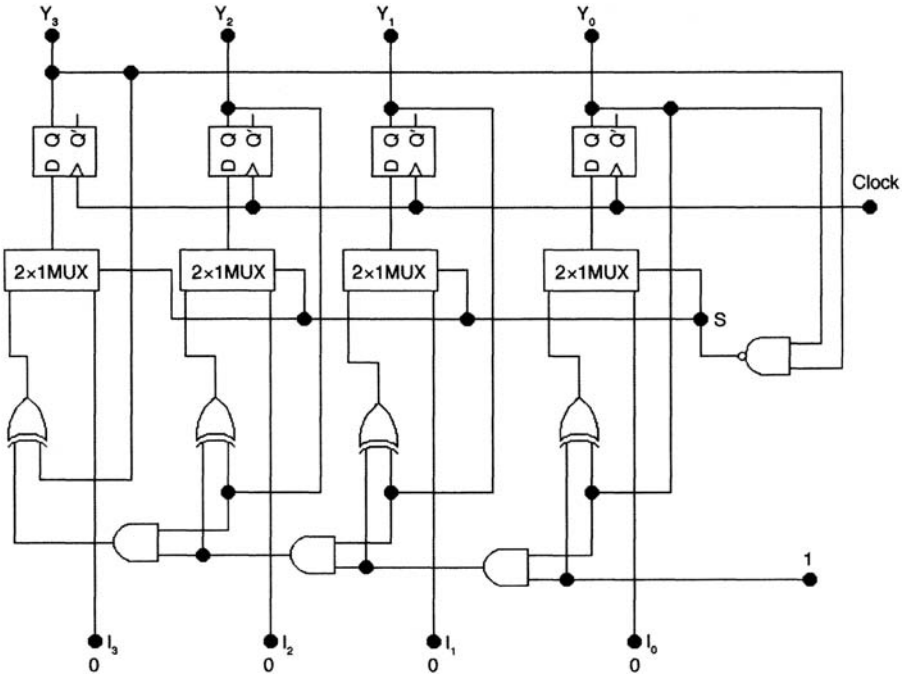 Y₃ Y₂ Y₁ Y₀
Q Q' Q Q' Q Q' Q Q'
D D D D
Clock
2×1MUX 2×1MUX 2×1MUX 2×1MUX
S
1
I₃ I₂ I₁ I₀
0 0 0 0